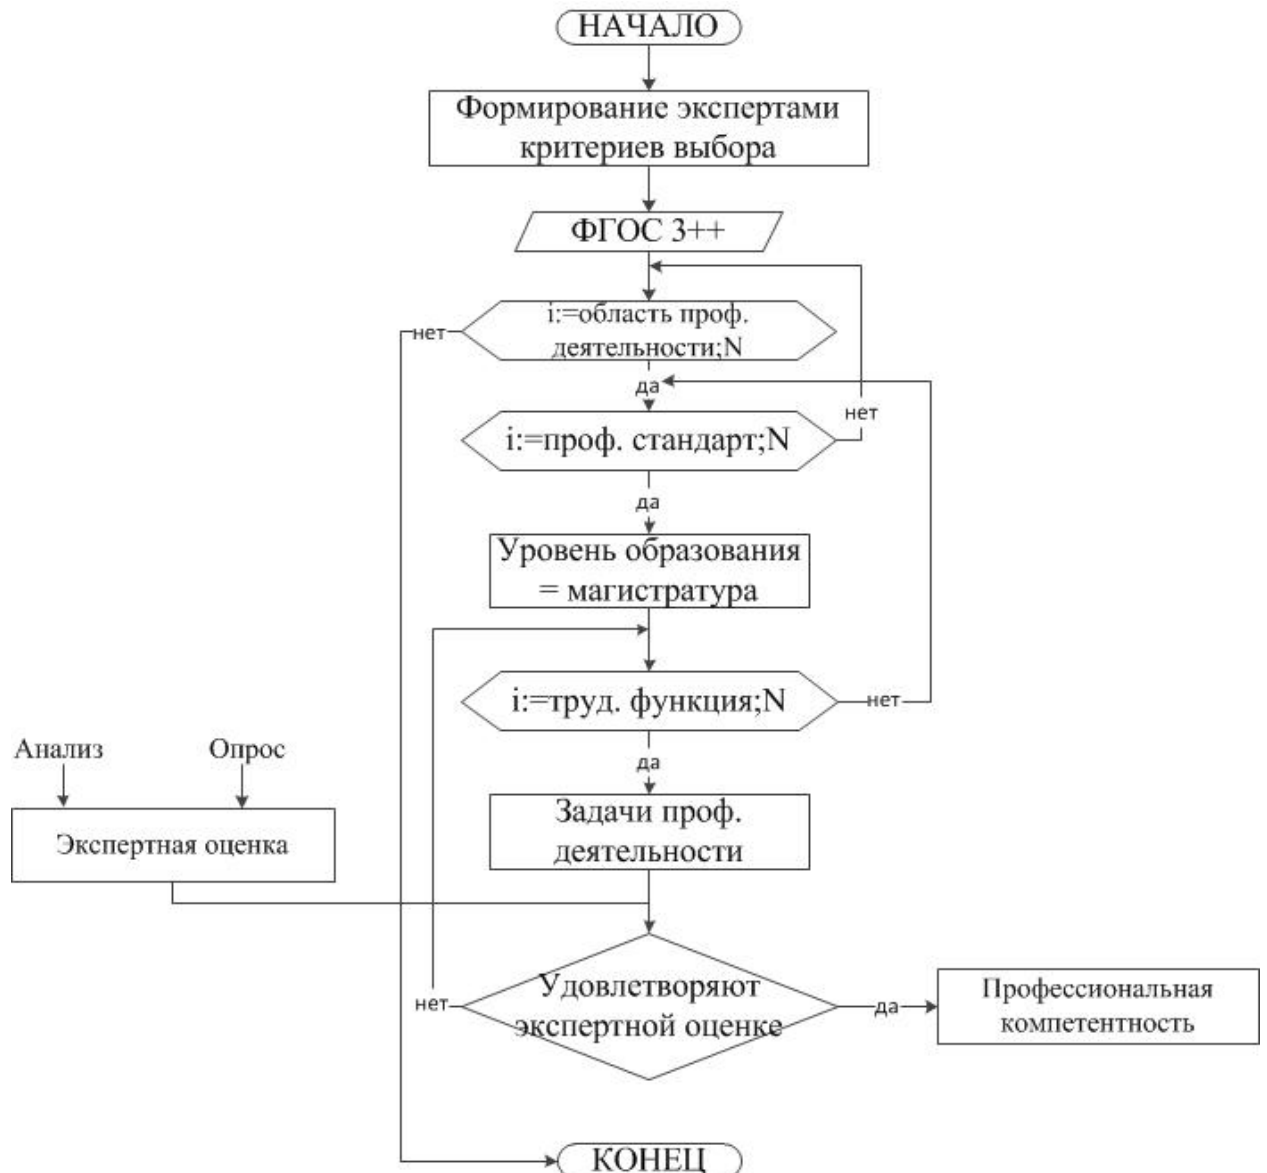 НАЧАЛО
Формирование экспертами
критериев выбора
ФГОС 3++
i:=область проф.
деятельности;N
нет
да
нет
i:=проф. стандарт;N
да
Уровень образования
= магистратура
i:=труд. функция;N
нет
да
Анализ
Опрос
Экспертная оценка
Задачи проф.
деятельности
Удовлетворяют
экспертной оценке
нет
да
Профессиональная
компетентность
КОНЕЦ